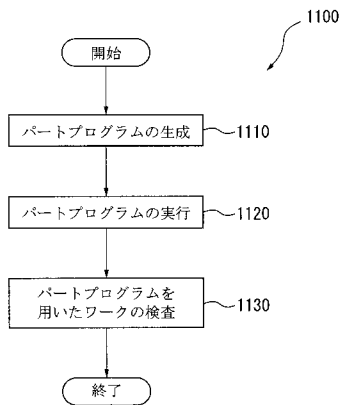 1100
開始
パートプログラムの生成
1110
パートプログラムの実行
1120
パートプログラムを
用いたワークの検査
1130
終了